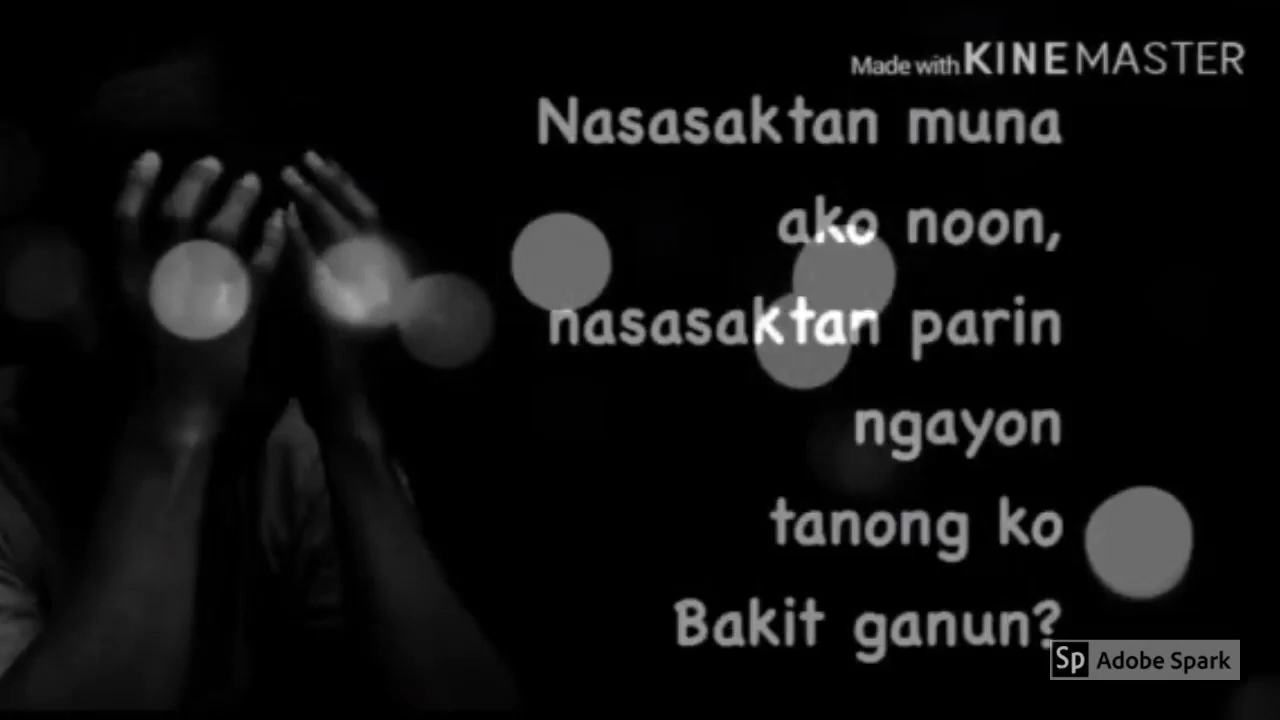 Made with KINEMASTER
Nasasaktan muna
ako noon,
nasasaktan parin
ngayon
tanong ko
Bakit ganun?
Sp Adobe Spark